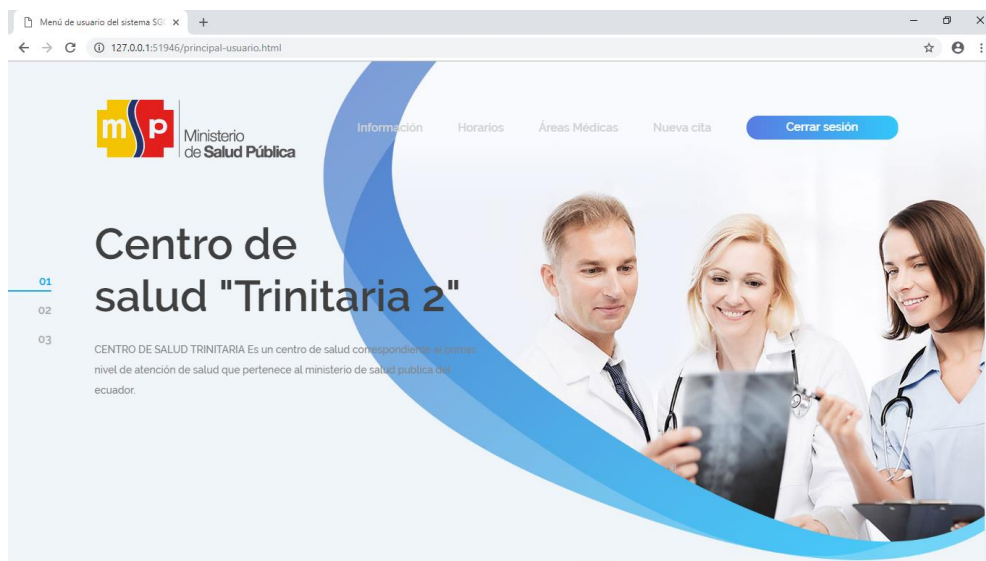 Menú de usuario del sistema SG
127.0.0.1:51946/principal-usuario.html
msp
Ministerio
de Salud Pública
Información
Horarios
Áreas Médicas
Nueva cita
Cerrar sesión
Centro de
salud "Trinitaria 2"
01
02
03
CENTRO DE SALUD TRINITARIA Es un centro de salud correspondiente al primer
nivel de atención de salud que pertenece al ministerio de salud publica del
ecuador.